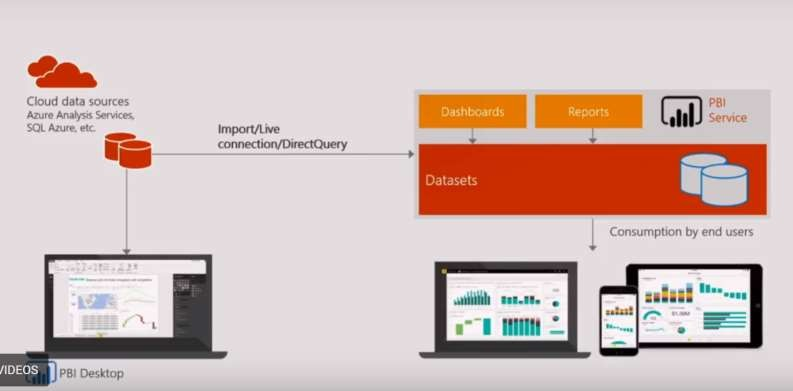 Cloud data sources
Azure Analysis Services,
SQL Azure, etc.
Import/Live
connection/DirectQuery
Dashboards
Reports
PBI
Service
Datasets
Consumption by end users
VIDEOS
PBI Desktop